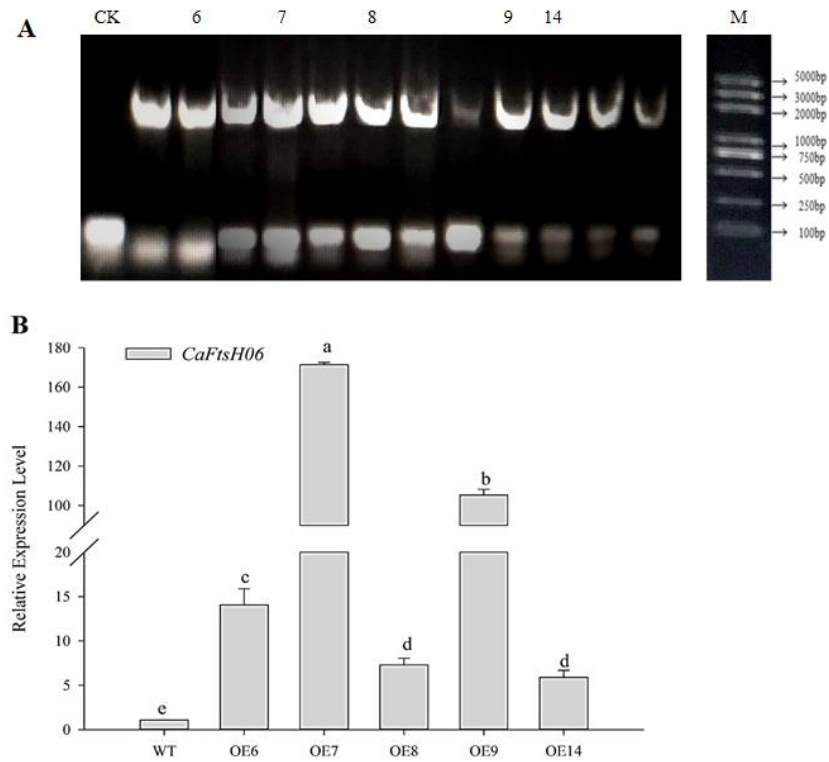 A CK 6 7 8 9 14 M
5000bp
3000bp
2000bp
1000bp
750bp
500bp
250bp
100bp
B
CaFtsH06
Relative Expression Level
180
160
140
120
100
20
15
10
5
0
a
b
c
d
d
e
WT OE6 OE7 OE8 OE9 OE14